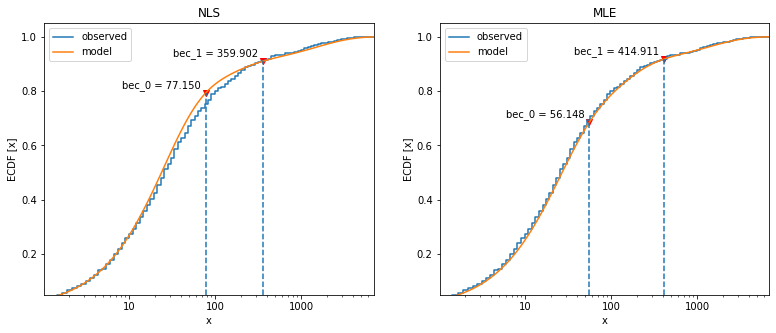 NLS
observed
model
bec_1 = 359.902
bec_0 = 77.150
ECDF [x]
1.0
0.8
0.6
0.4
0.2
10
100
1000
x
MLE
observed
model
bec_1 = 414.911
bec_0 = 56.148
ECDF [x]
1.0
0.8
0.6
0.4
0.2
10
100
1000
x